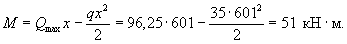 M = Q_max x − qx²/2 = 96,25·601 − 35·601²/2 = 51 кН·м.